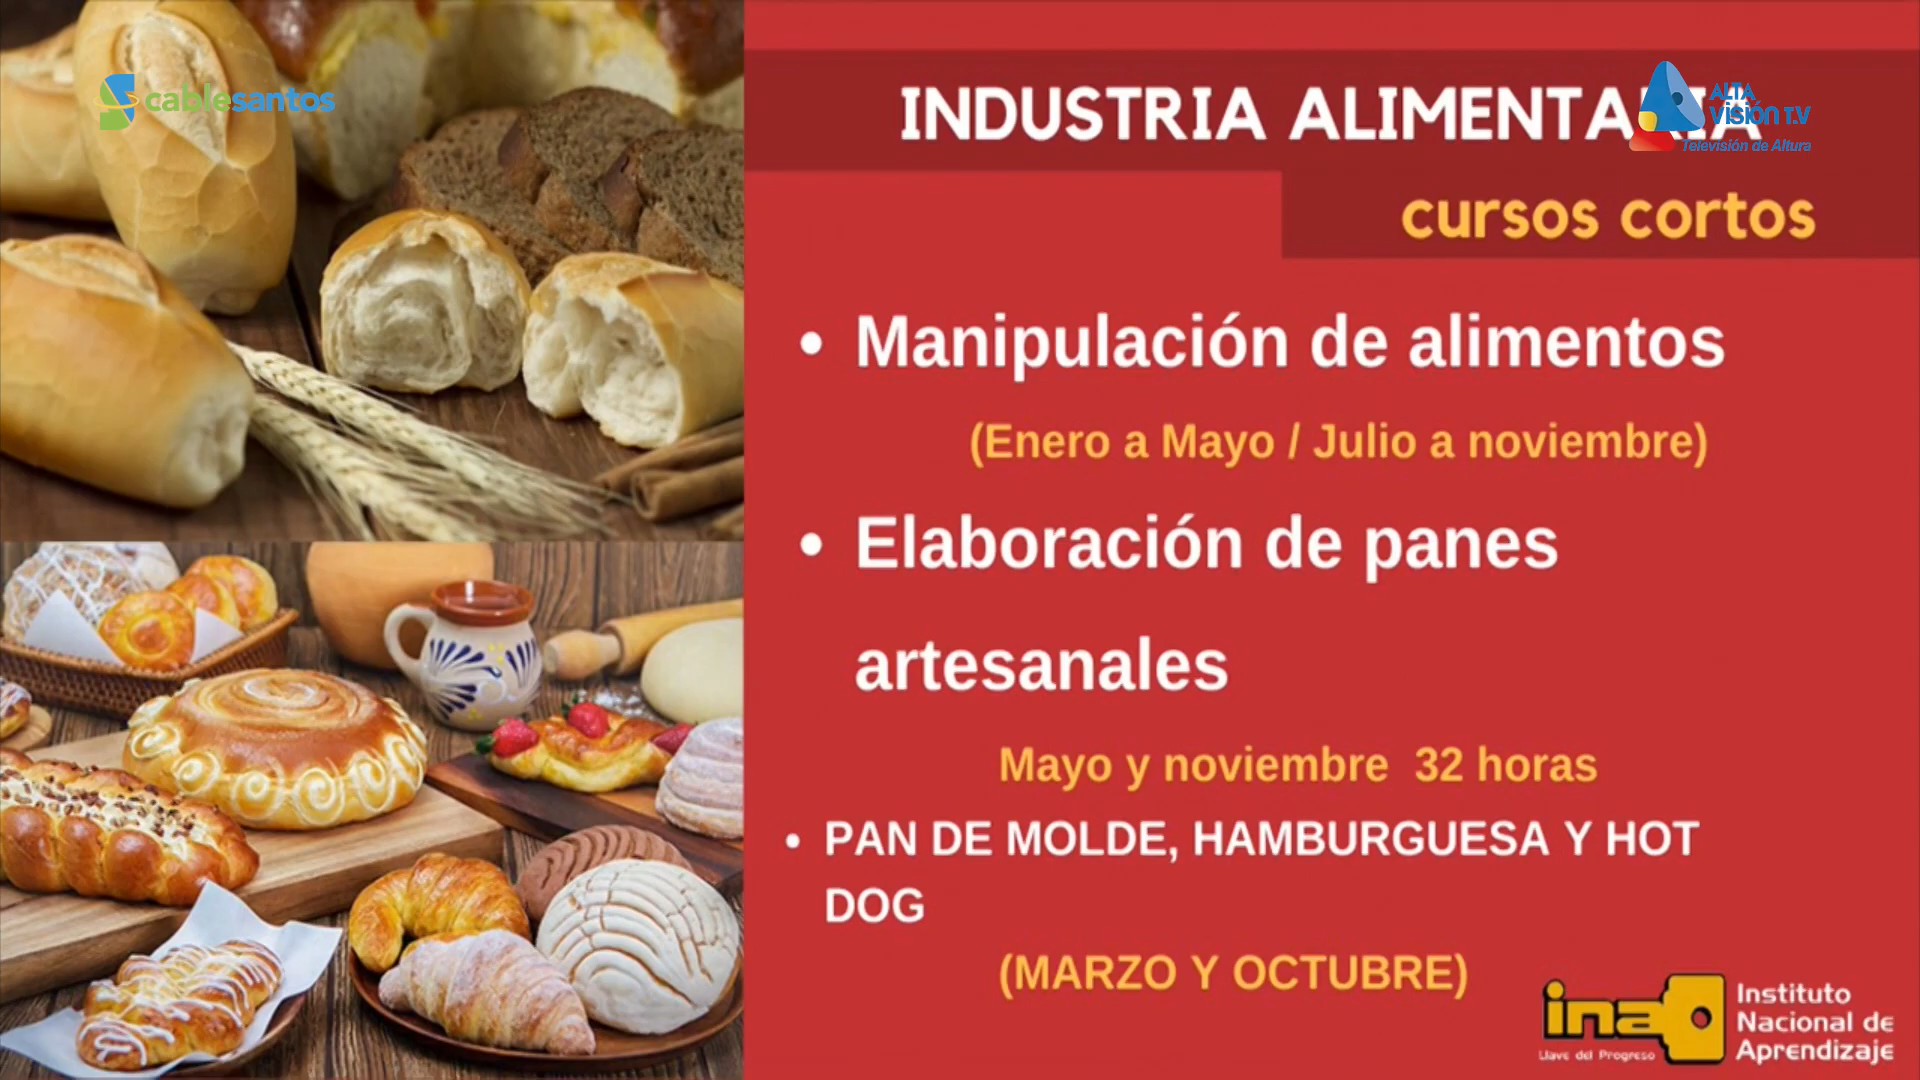 cablesantos
INDUSTRIA ALIMENTARIA
ALTA
VISIÓN T.V
Televisión de Altura
cursos cortos
• Manipulación de alimentos
(Enero a Mayo / Julio a noviembre)
• Elaboración de panes
artesanales
Mayo y noviembre 32 horas
• PAN DE MOLDE, HAMBURGUESA Y HOT
DOG
(MARZO Y OCTUBRE)
ina
Llave del Progreso
Instituto
Nacional de
Aprendizaje